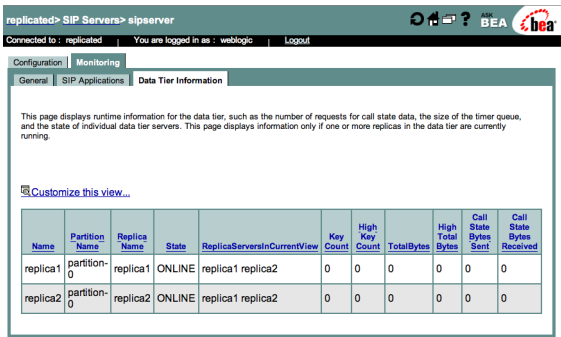 replicated> SIP Servers> sipserver
? ASK BEA bea
Connected to : replicated | You are logged in as : weblogic | Logout
Configuration Monitoring
General SIP Applications Data Tier Information
This page displays runtime information for the data tier, such as the number of requests for call state data, the size of the timer queue,
and the state of individual data tier servers. This page displays information only if one or more replicas in the data tier are currently
running.
Customize this view...
Name Partition Name Replica Name State ReplicaServersInCurrentView Key Count High Key Count TotalBytes High Total Bytes Call State Bytes Sent Call State Bytes Received
replica1 partition-0 replica1 ONLINE replica1 replica2 0 0 0 0 0 0
replica2 partition-0 replica2 ONLINE replica1 replica2 0 0 0 0 0 0